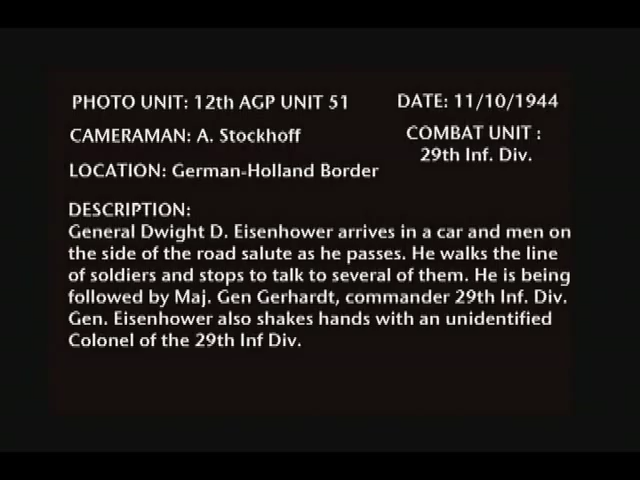 PHOTO UNIT: 12th AGP UNIT 51
DATE: 11/10/1944
CAMERAMAN: A. Stockhoff
COMBAT UNIT :
29th Inf. Div.
LOCATION: German-Holland Border
DESCRIPTION:
General Dwight D. Eisenhower arrives in a car and men on
the side of the road salute as he passes. He walks the line
of soldiers and stops to talk to several of them. He is being
followed by Maj. Gen Gerhardt, commander 29th Inf. Div.
Gen. Eisenhower also shakes hands with an unidentified
Colonel of the 29th Inf Div.